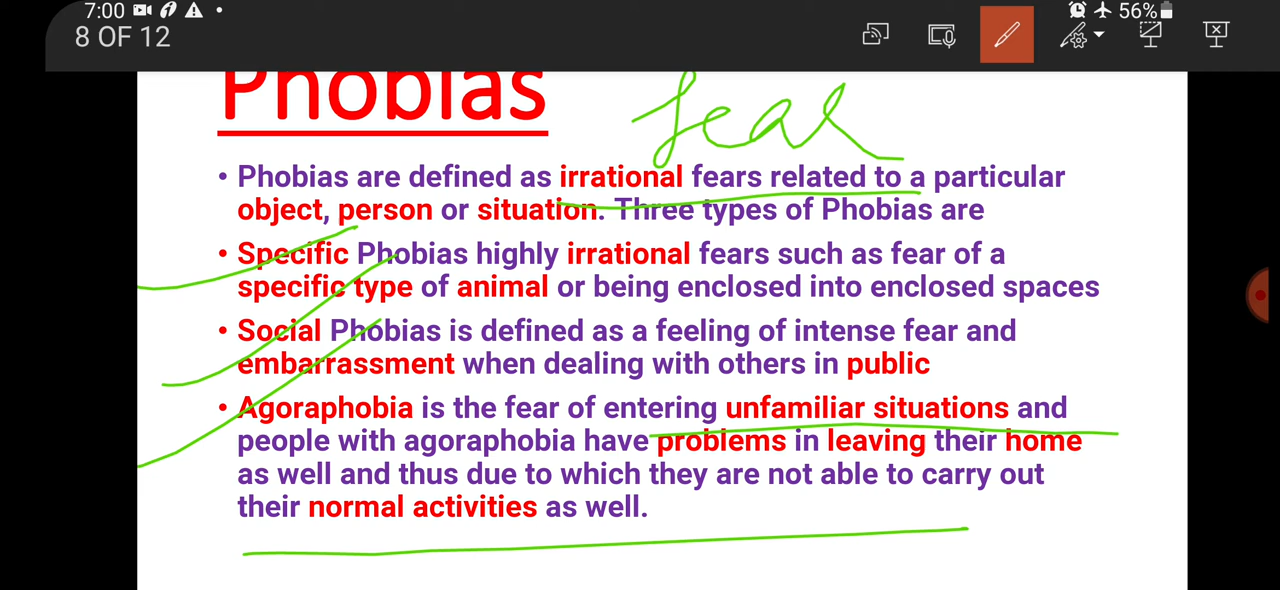 7:00
56%
8 OF 12
Phobias
fear
• Phobias are defined as irrational fears related to a particular
object, person or situation. Three types of Phobias are
• Specific Phobias highly irrational fears such as fear of a
specific type of animal or being enclosed into enclosed spaces
• Social Phobias is defined as a feeling of intense fear and
embarrassment when dealing with others in public
• Agoraphobia is the fear of entering unfamiliar situations and
people with agoraphobia have problems in leaving their home
as well and thus due to which they are not able to carry out
their normal activities as well.